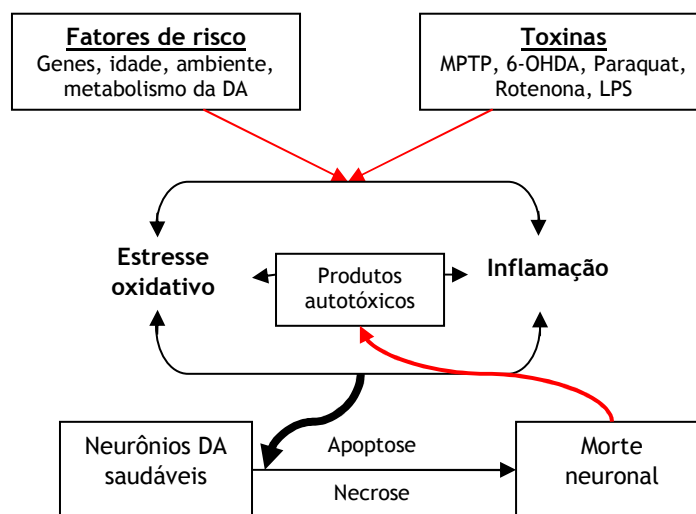 Fatores de risco
Genes, idade, ambiente,
metabolismo da DA
Toxinas
MPTP, 6-OHDA, Paraquat,
Rotenona, LPS
Estresse
oxidativo
Produtos
autotóxicos
Inflamação
Neurônios DA
saudáveis
Apoptose
Necrose
Morte
neuronal